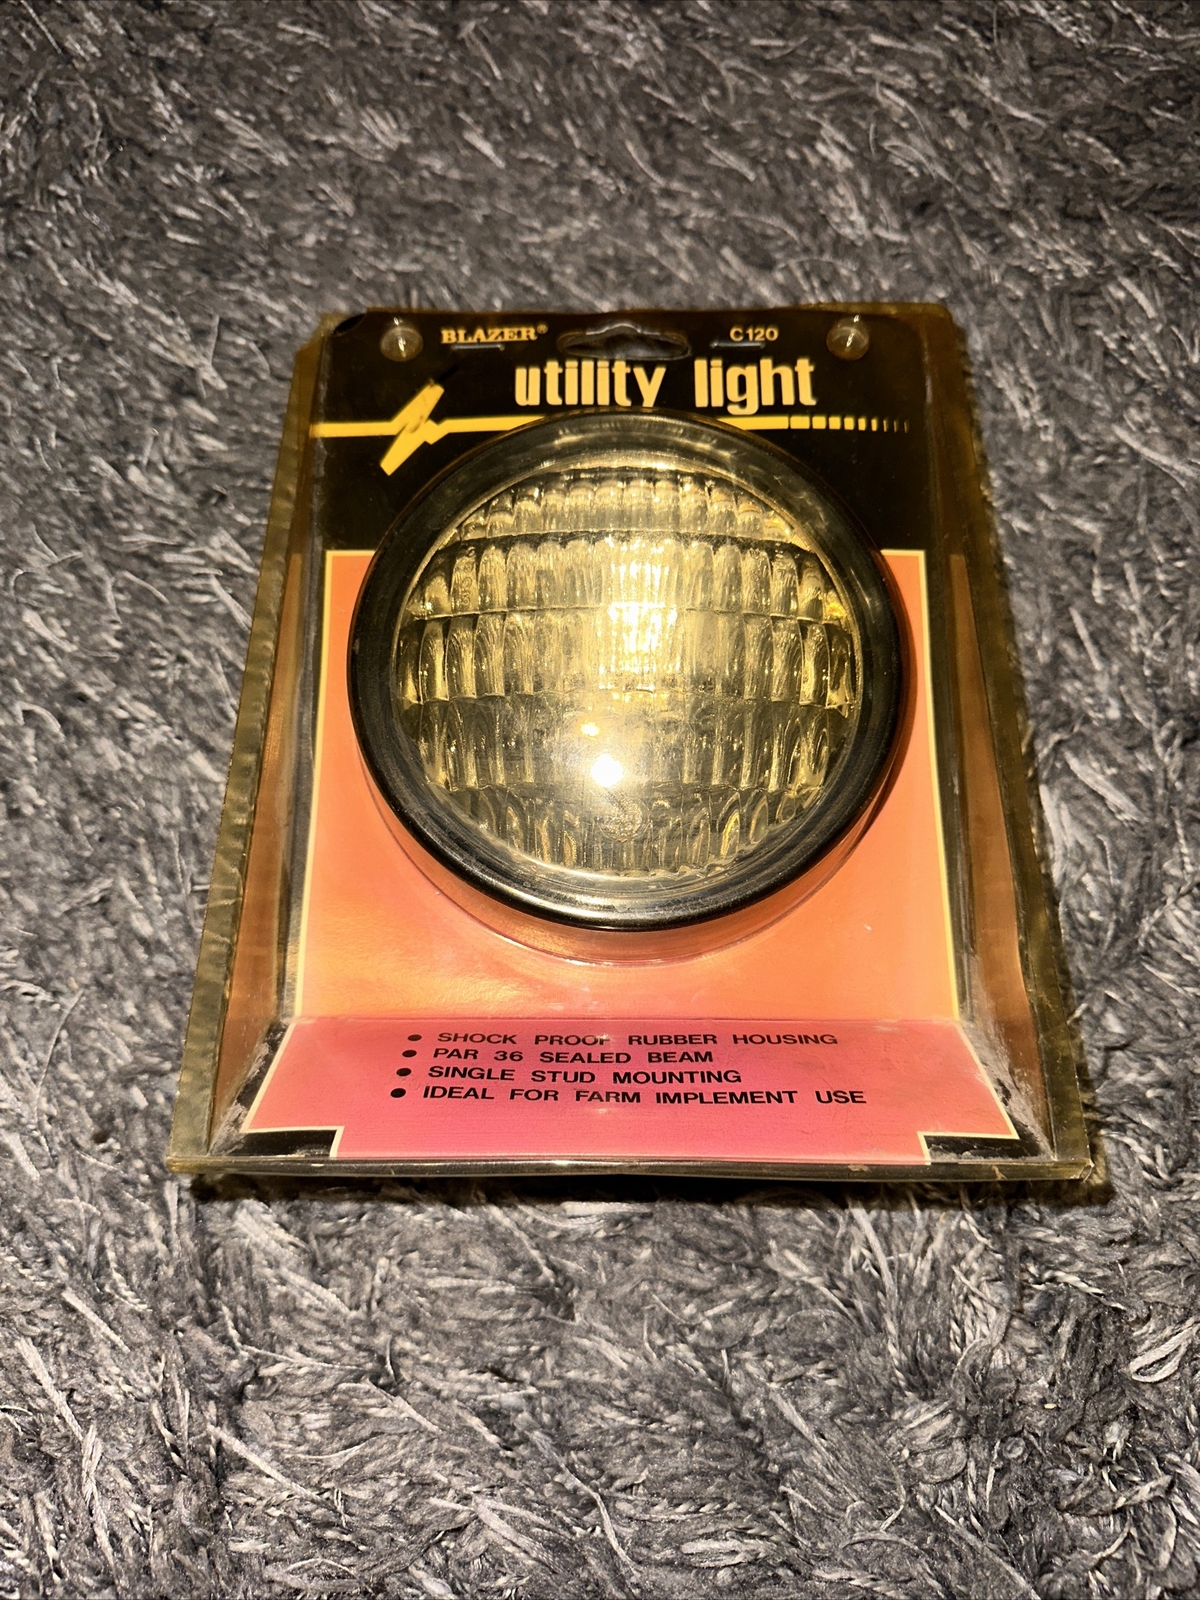 BLAZER® C120
utility light
• SHOCK PROOF RUBBER HOUSING
• PAR 36 SEALED BEAM
• SINGLE STUD MOUNTING
• IDEAL FOR FARM IMPLEMENT USE